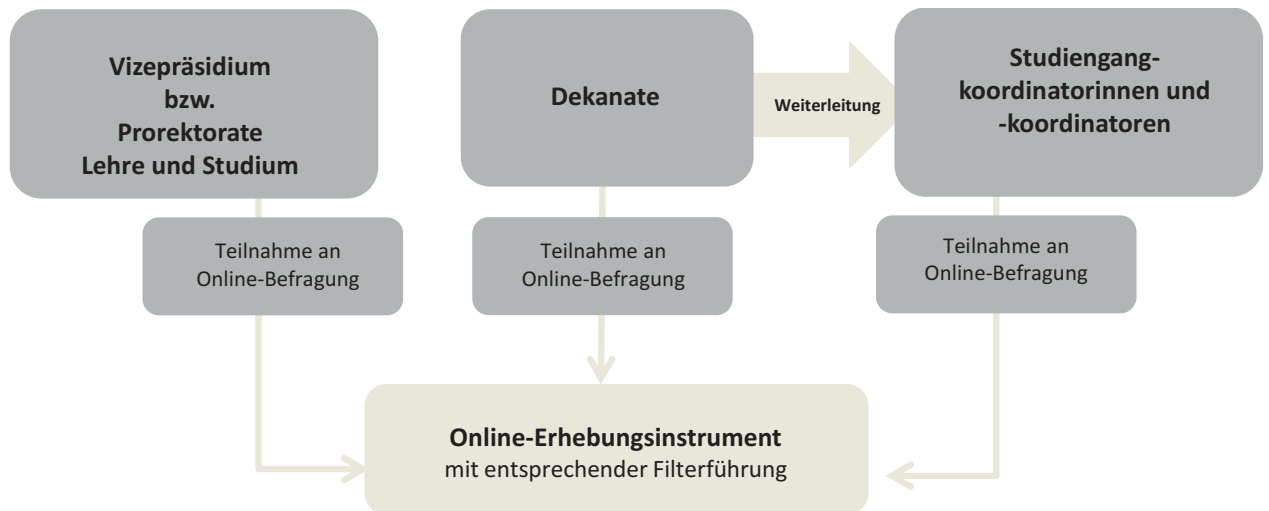 Vizepräsidium
bzw.
Prorektorate
Lehre und Studium
Dekanate
Weiterleitung
Studiengang-
koordinatorinnen und
-koordinatoren
Teilnahme an
Online-Befragung
Teilnahme an
Online-Befragung
Teilnahme an
Online-Befragung
Online-Erhebungsinstrument
mit entsprechender Filterführung